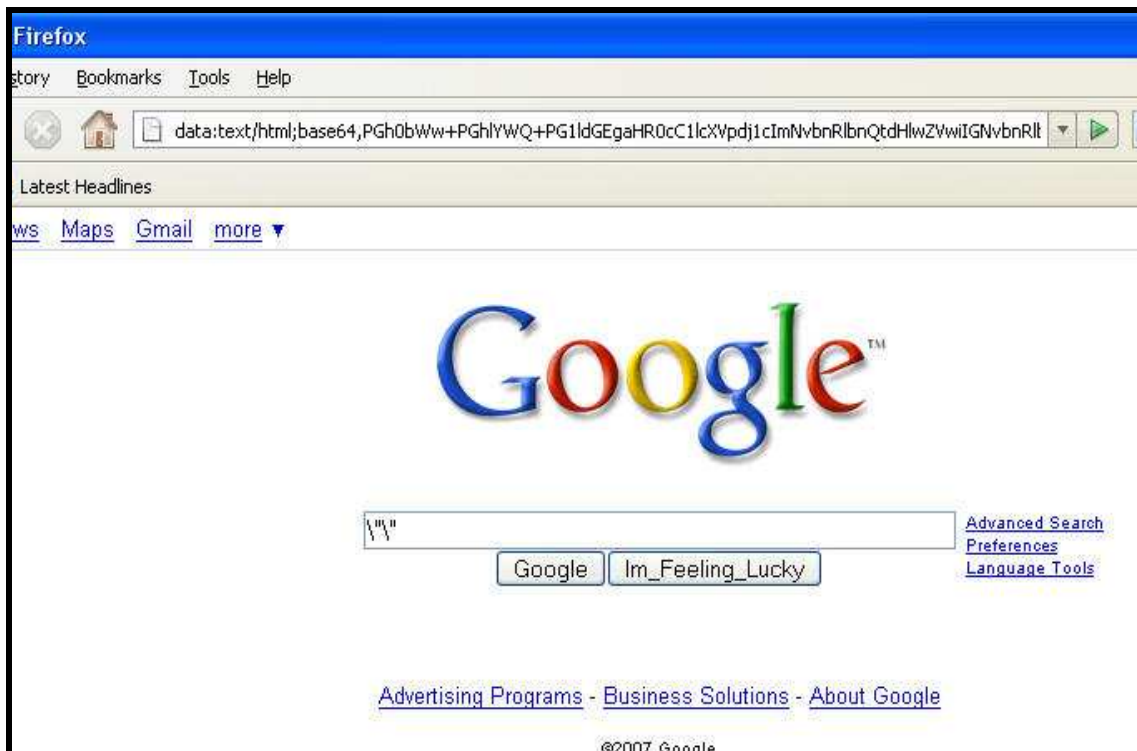 Firefox
story Bookmarks Tools Help
data:text/html;base64,PGh0bWw+PGhlYWQ+PG1ldGEgaHR0cC1lcXVpdj1cImNvbnRlbnQtdHlwZVwiIGNvbnRlt
Latest Headlines
ws Maps Gmail more ▼
Google™
\"\"
Advanced Search
Preferences
Language Tools
Google Im_Feeling_Lucky
Advertising Programs - Business Solutions - About Google
©2007 Google